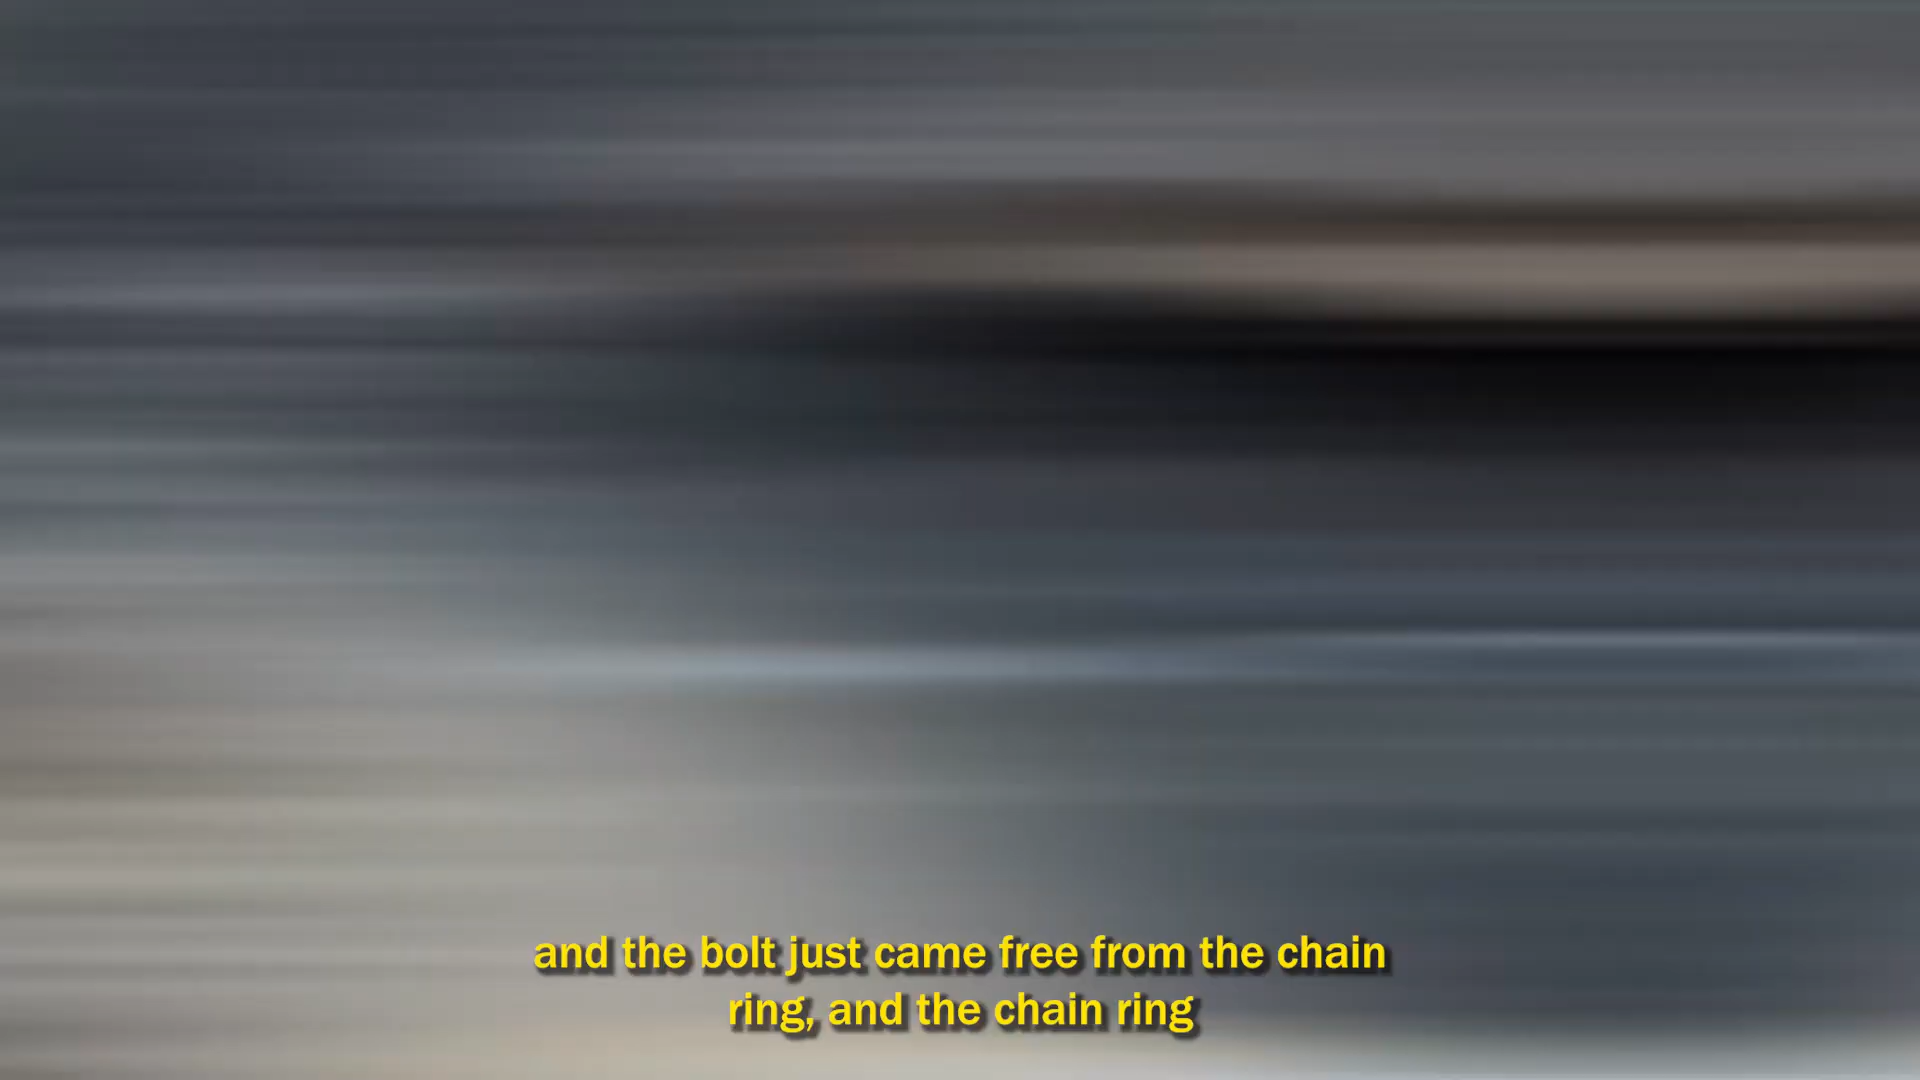 and the bolt just came free from the chain
ring, and the chain ring